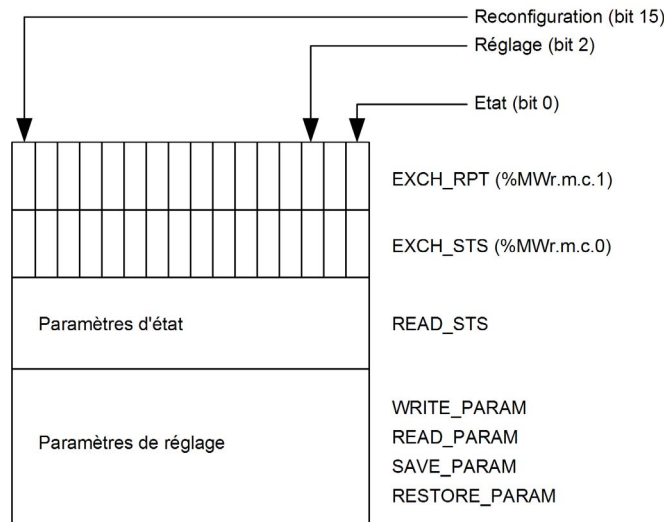 Reconfiguration (bit 15)
Réglage (bit 2)
Etat (bit 0)
EXCH_RPT (%MWr.m.c.1)
EXCH_STS (%MWr.m.c.0)
Paramètres d'état
READ_STS
Paramètres de réglage
WRITE_PARAM
READ_PARAM
SAVE_PARAM
RESTORE_PARAM